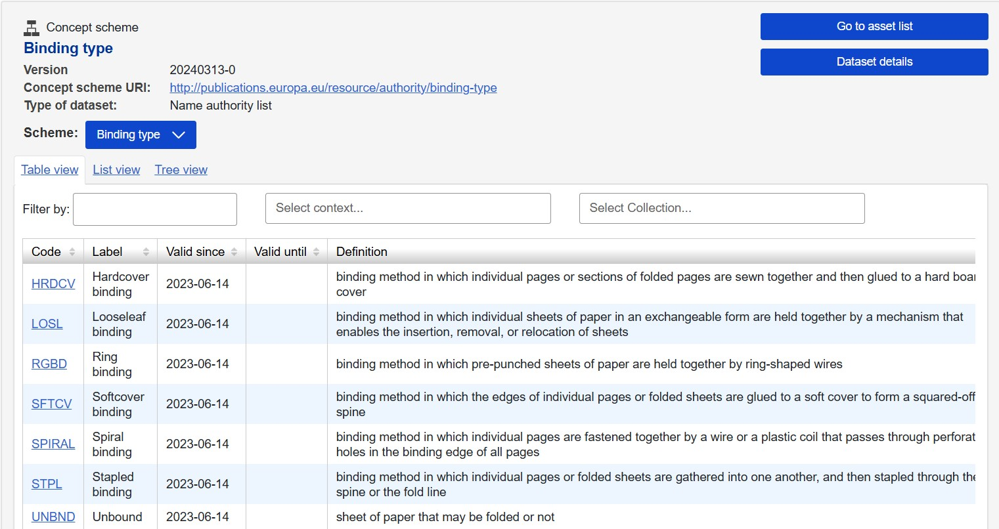 Concept scheme
Go to asset list
Binding type
Dataset details
Version 20240313-0
Concept scheme URI: http://publications.europa.eu/resource/authority/binding-type
Type of dataset: Name authority list
Scheme: Binding type
Table view List view Tree view
Filter by: Select context... Select Collection...
Code Label Valid since Valid until Definition
HRDCV Hardcover binding 2023-06-14 binding method in which individual pages or sections of folded pages are sewn together and then glued to a hard
cover
LOSL Looseleaf binding 2023-06-14 binding method in which individual sheets of paper in an exchangeable form are held together by a mechanism that
enables the insertion, removal, or relocation of sheets
RGBD Ring binding 2023-06-14 binding method in which pre-punched sheets of paper are held together by ring-shaped wires
SFTCV Softcover binding 2023-06-14 binding method in which the edges of individual pages or folded sheets are glued to a soft cover to form a squared-off
spine
SPIRAL Spiral binding 2023-06-14 binding method in which individual pages are fastened together by a wire or a plastic coil that passes through
holes in the binding edge of all pages
STPL Stapled binding 2023-06-14 binding method in which individual pages or folded sheets are gathered into one another, and then stapled through the
spine or the fold line
UNBND Unbound 2023-06-14 sheet of paper that may be folded or not